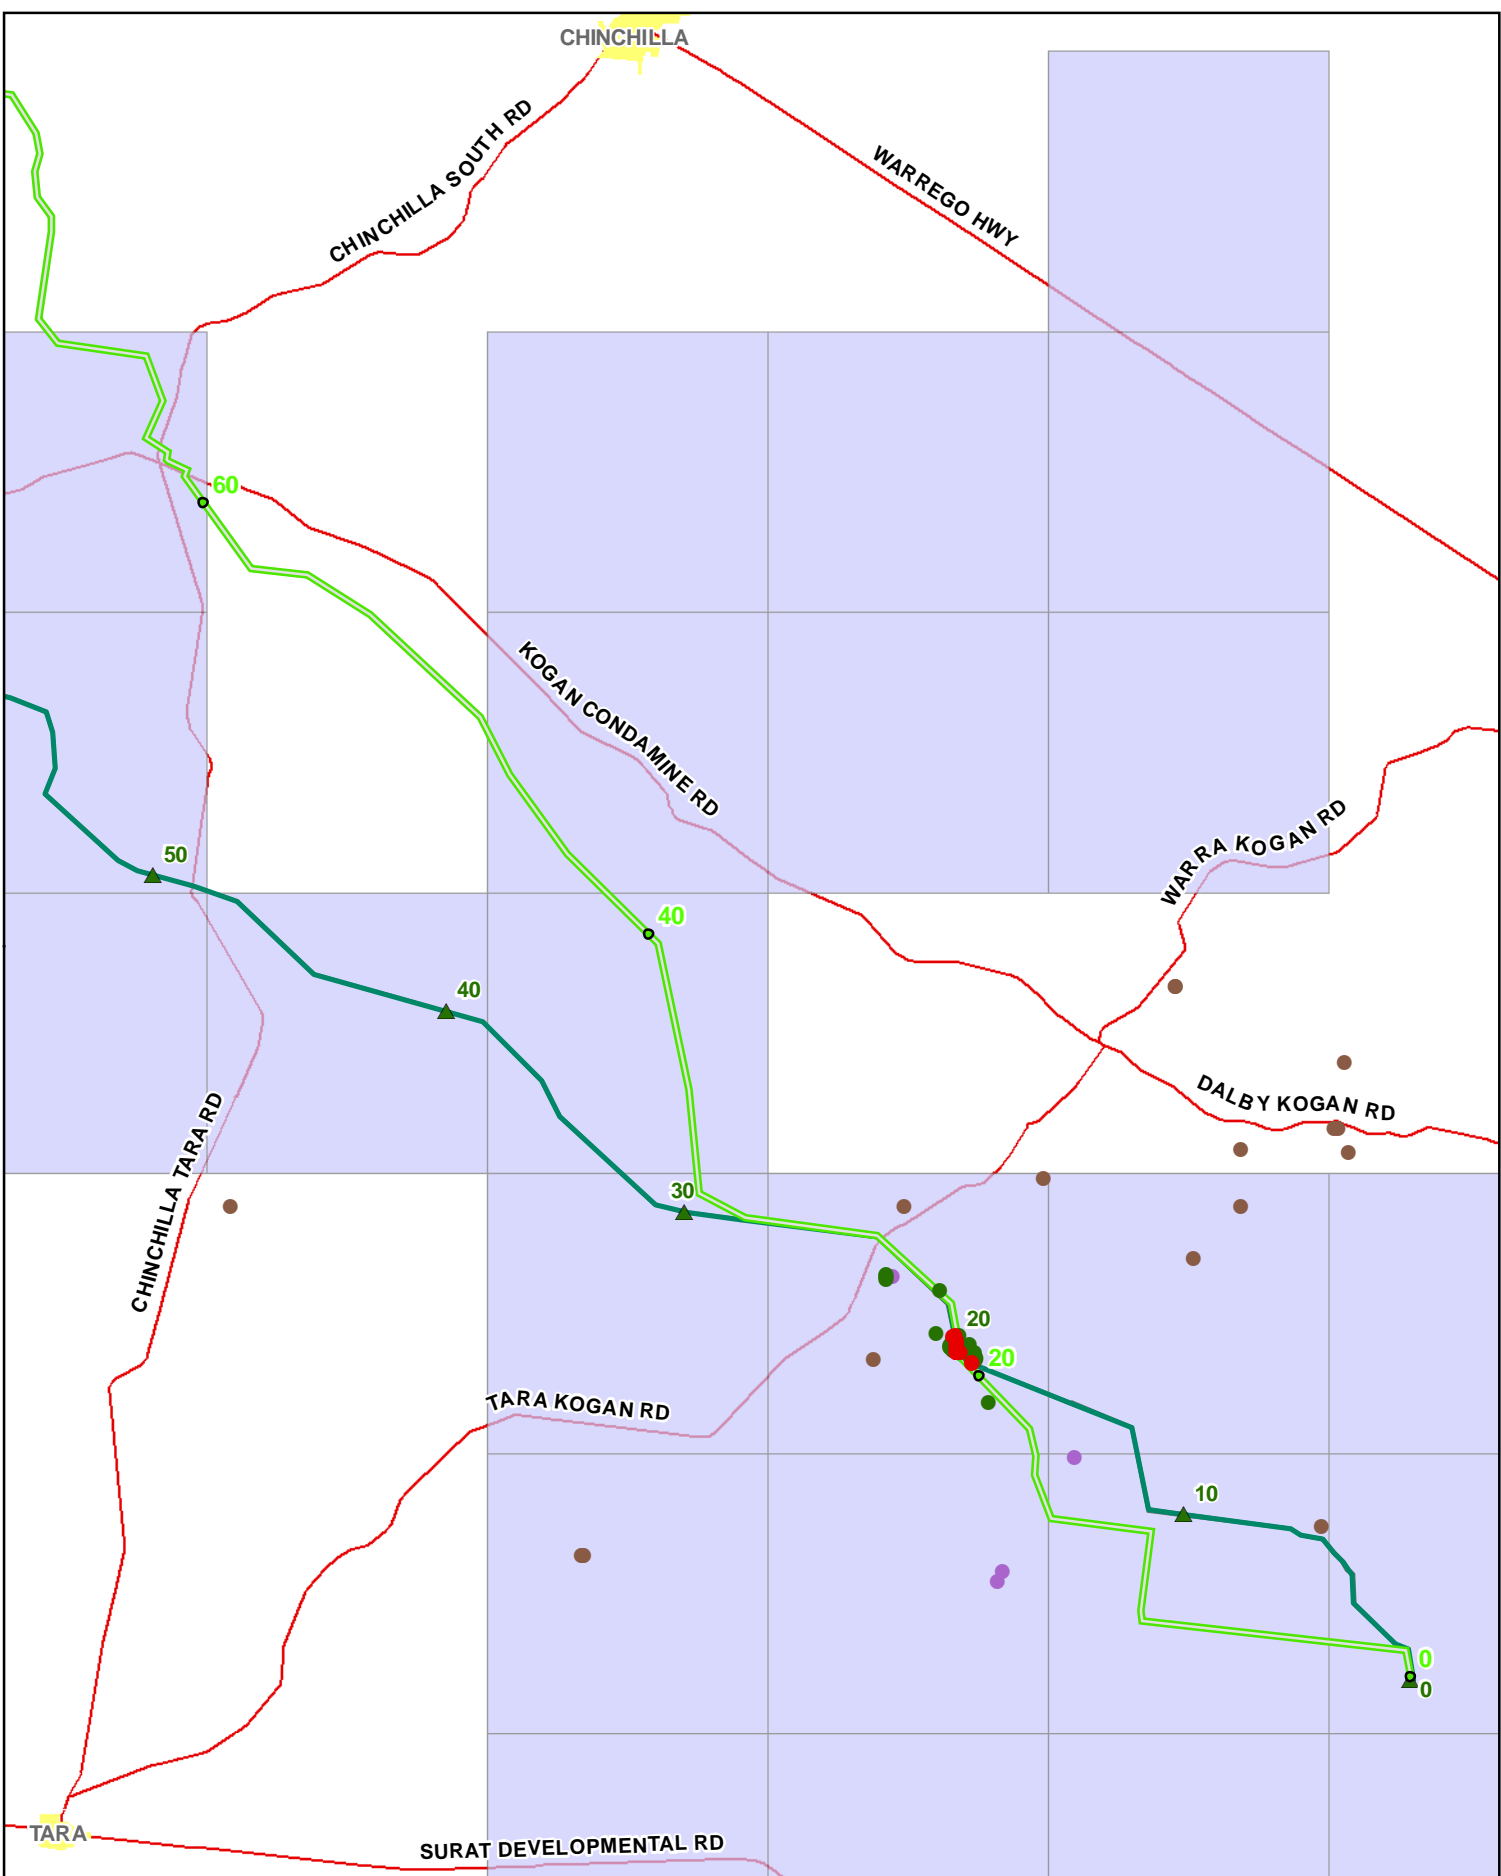 CHINCHILLA
CHINCHILLA SOUTH RD
WARREGO HWY
60
KOGAN CONDAMINE RD
WARRA KOGAN RD
50
40
40
DALBY KOGAN RD
CHINCHILLA TARA RD
30
20
20
TARA KOGAN RD
10
0
0
TARA
SURAT DEVELOPMENTAL RD